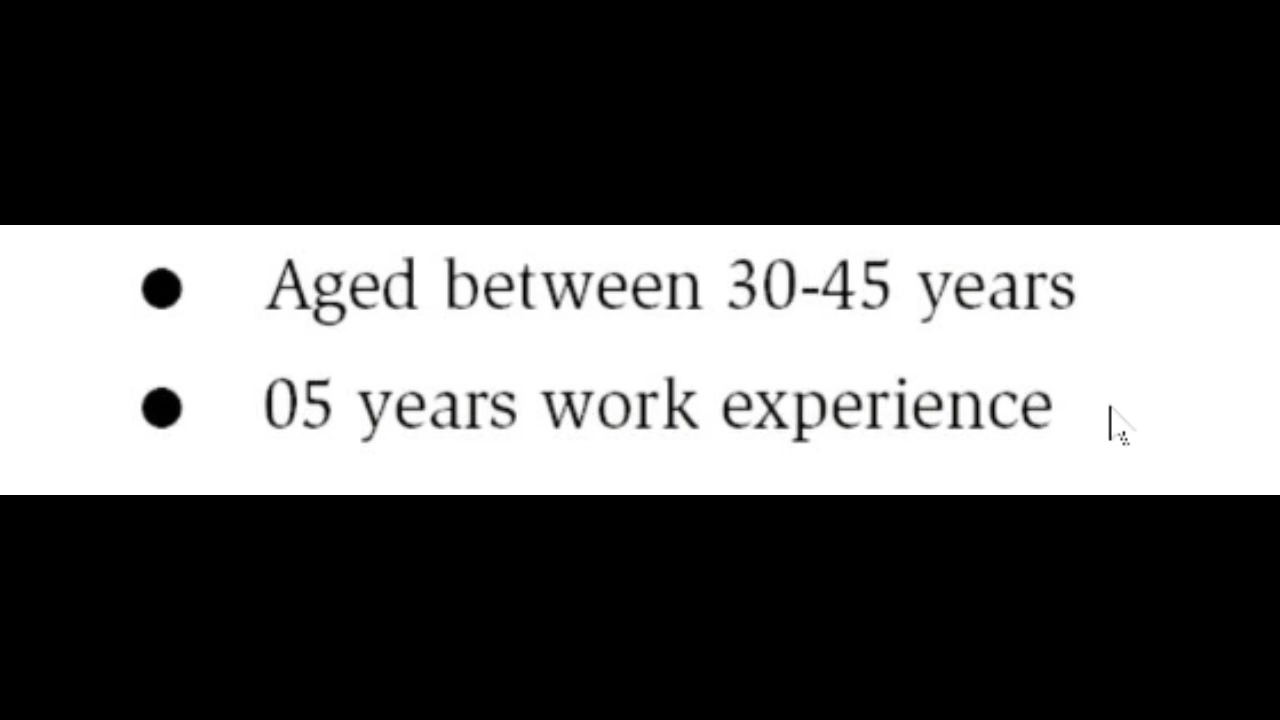 ● Aged between 30-45 years
● 05 years work experience